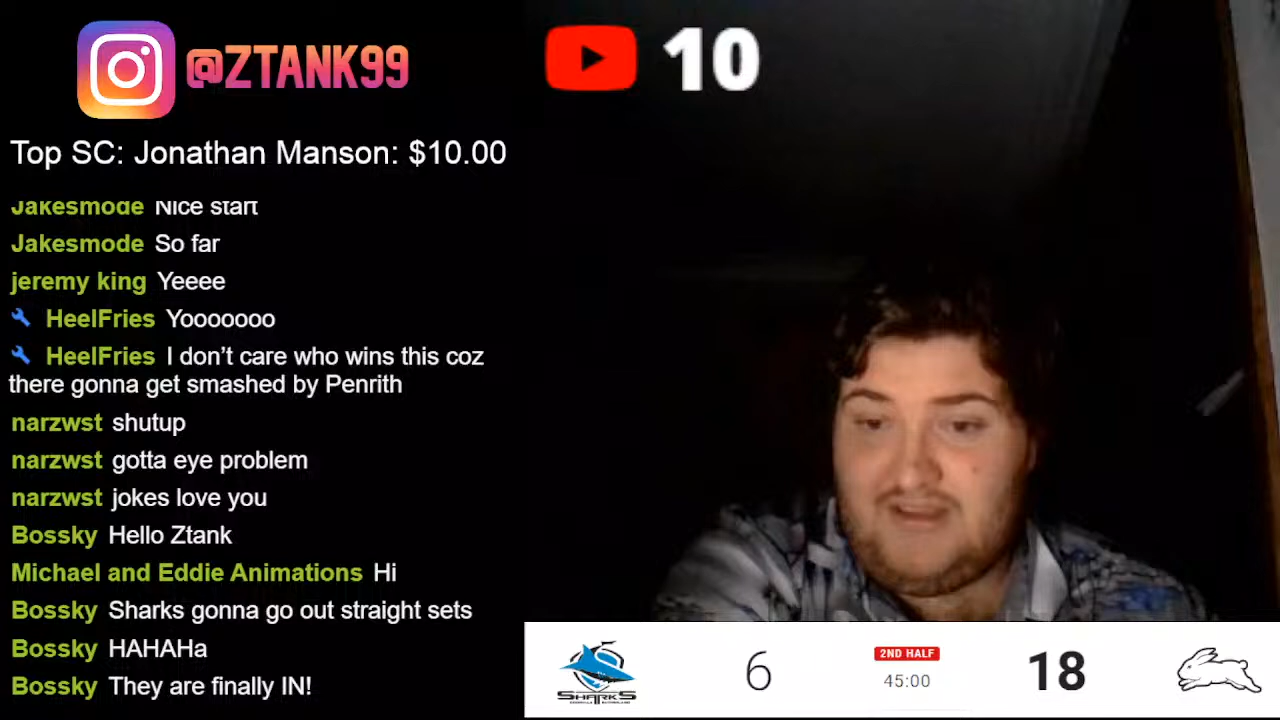 @ZTANK99
10
Top SC: Jonathan Manson: $10.00
Jakesmode Nice start
Jakesmode So far
jeremy king Yeeee
HeelFries Yooooooo
HeelFries I don’t care who wins this coz
there gonna get smashed by Penrith
narzwst shutup
narzwst gotta eye problem
narzwst jokes love you
Bossky Hello Ztank
Michael and Eddie Animations Hi
Bossky Sharks gonna go out straight sets
Bossky HAHAHa
Bossky They are finally IN!
SHARKS
6
2ND HALF
45:00
18